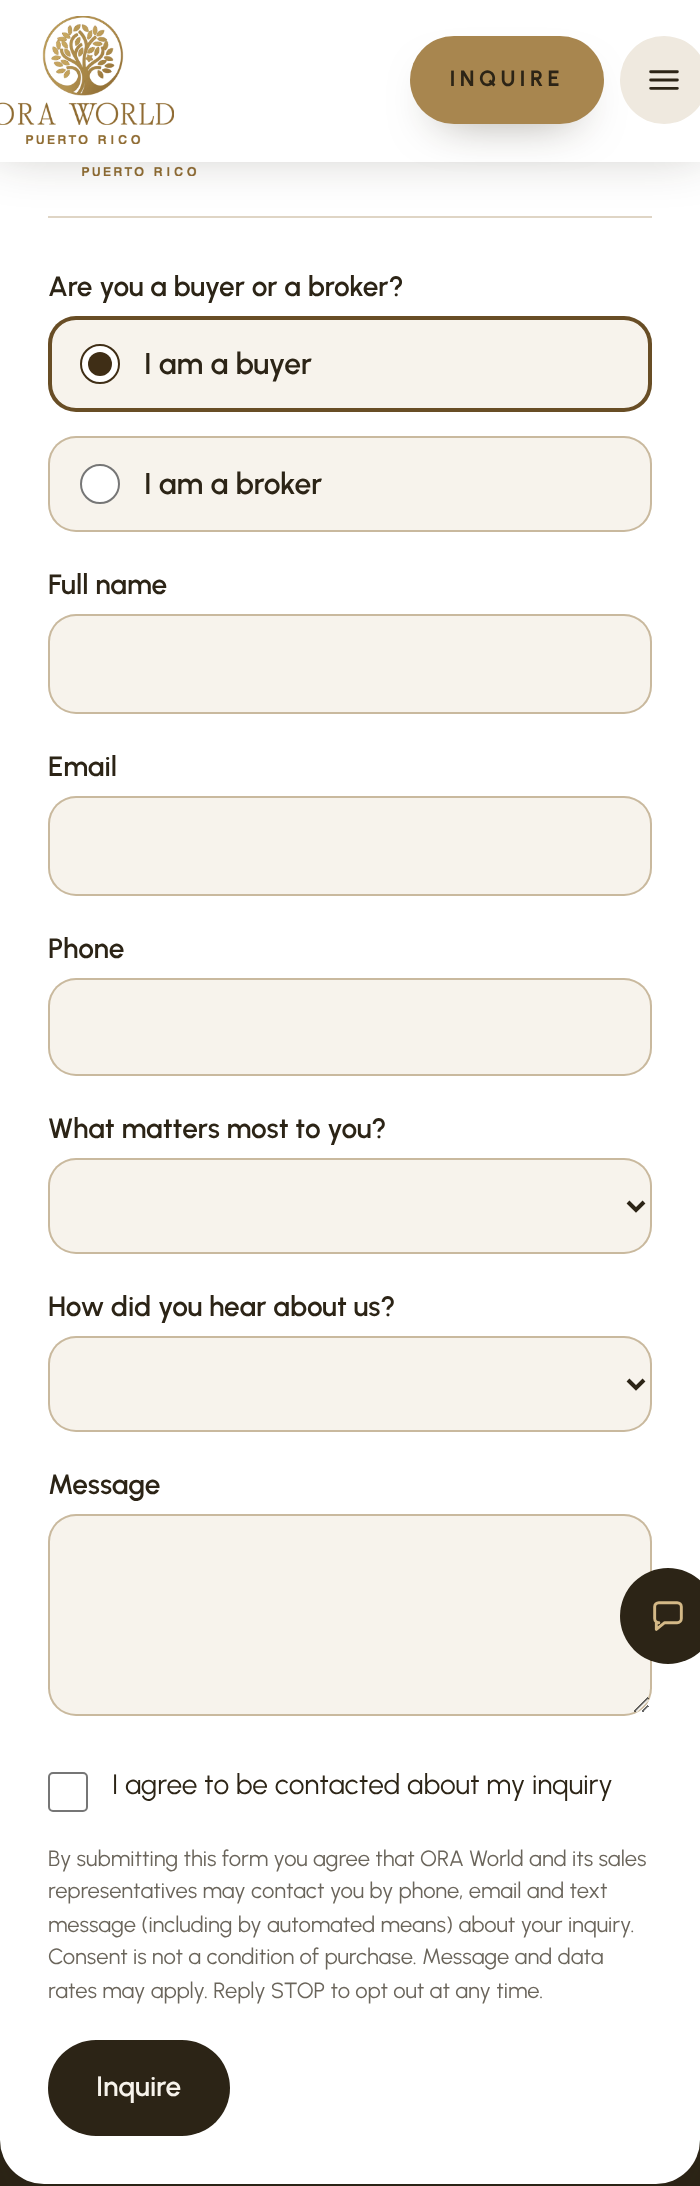 ORA WORLD
PUERTO RICO
INQUIRE
PUERTO RICO
Are you a buyer or a broker?
I am a buyer
I am a broker
Full name
Email
Phone
What matters most to you?
How did you hear about us?
Message
I agree to be contacted about my inquiry
By submitting this form you agree that ORA World and its sales
representatives may contact you by phone, email and text
message (including by automated means) about your inquiry.
Consent is not a condition of purchase. Message and data
rates may apply. Reply STOP to opt out at any time.
Inquire